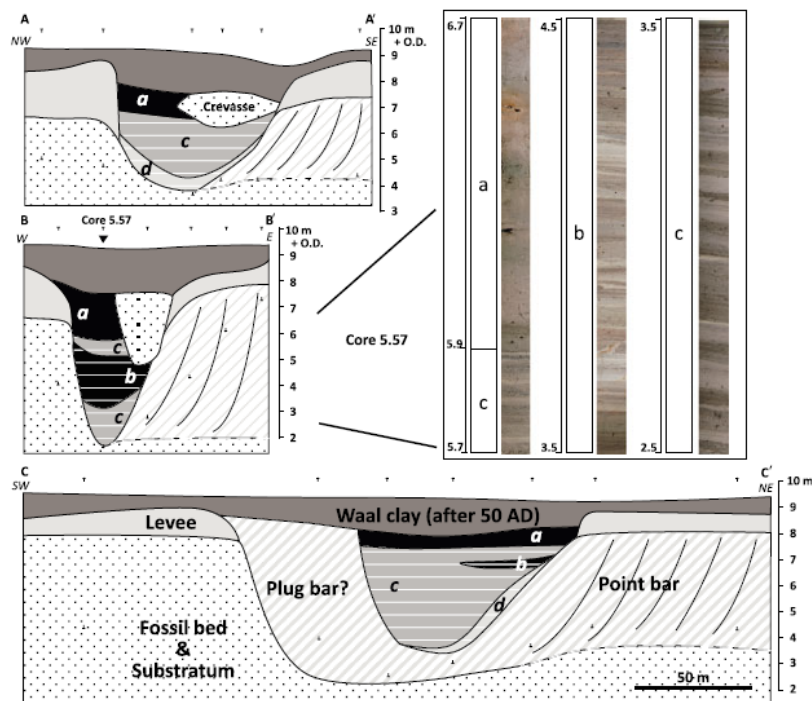 A
A'
NW
SE
10 m
+ O.D.
9
8
7
6
5
4
3
a
Crevasse
c
d
B
Core 5.57
B'
W
E
10 m
+ O.D.
9
8
7
6
5
4
3
2
a
c
b
c
Core 5.57
6.7
a
5.9
c
5.7
4.5
b
3.5
3.5
c
2.5
C
C'
SW
NE
10 m
9
8
7
6
5
4
3
2
Levee
Waal clay (after 50 AD)
a
b
c
d
Plug bar?
Point bar
Fossil bed
&
Substratum
50 m